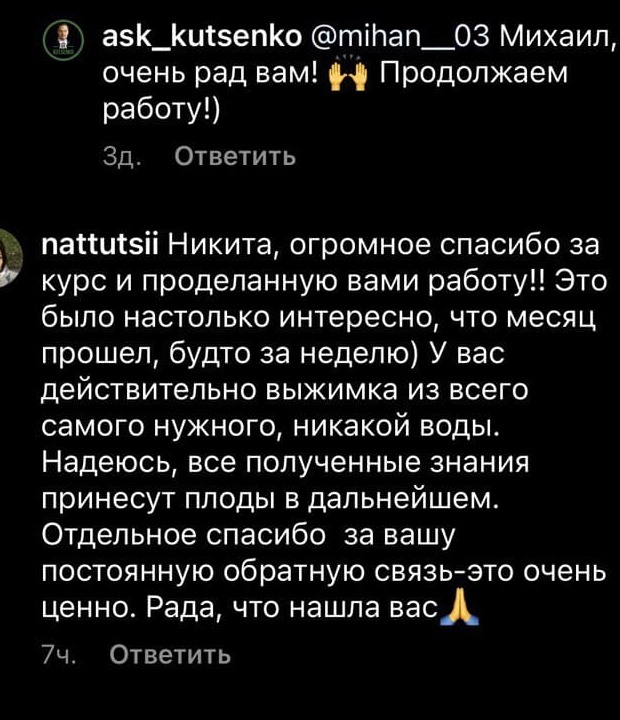 ask_kutsenko @mihan__03 Михаил,
очень рад вам! 🙌 Продолжаем
работу!)
3д. Ответить
nattutsii Никита, огромное спасибо за
курс и проделанную вами работу!! Это
было настолько интересно, что месяц
прошел, будто за неделю) У вас
действительно выжимка из всего
самого нужного, никакой воды.
Надеюсь, все полученные знания
принесут плоды в дальнейшем.
Отдельное спасибо за вашу
постоянную обратную связь-это очень
ценно. Рада, что нашла вас🙏
7ч. Ответить